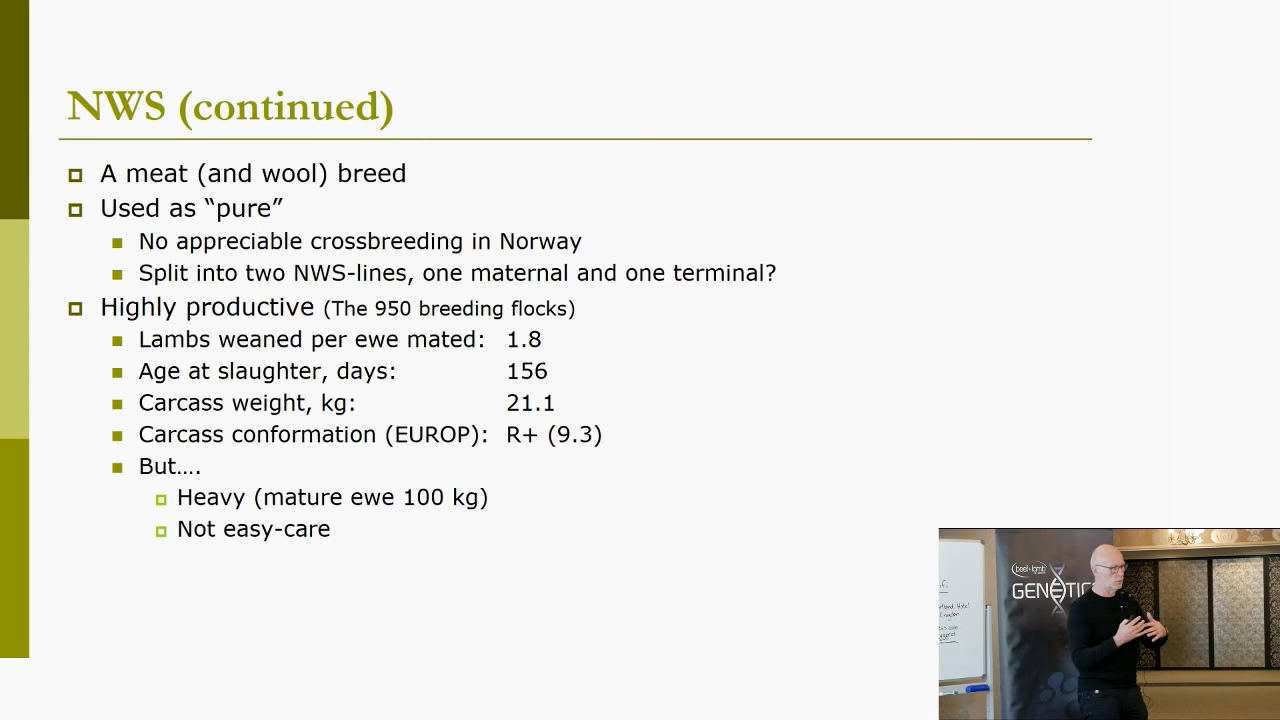 NWS (continued)
A meat (and wool) breed
Used as “pure”
No appreciable crossbreeding in Norway
Split into two NWS-lines, one maternal and one terminal?
Highly productive (The 950 breeding flocks)
Lambs weaned per ewe mated: 1.8
Age at slaughter, days: 156
Carcass weight, kg: 21.1
Carcass conformation (EUROP): R+ (9.3)
But....
Heavy (mature ewe 100 kg)
Not easy-care
beef+lamb
GENETIC
Hotel